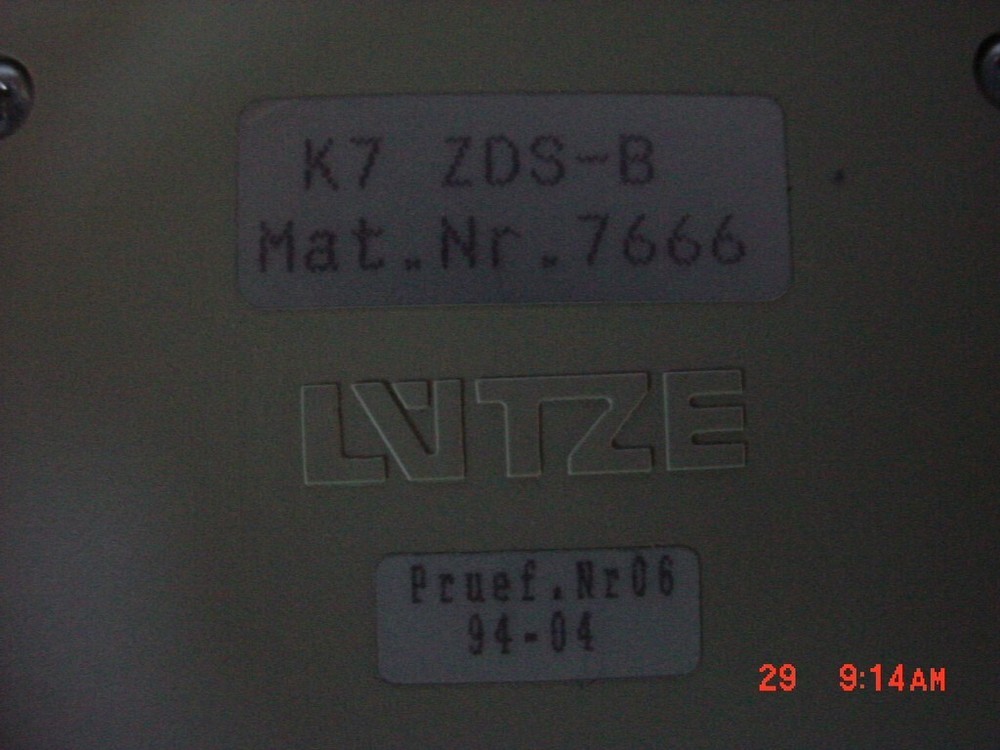 K7 ZDS-B
Mat.Nr.7666
LÜTZE
Pruef.Nr06
94-04
29 9:14AM